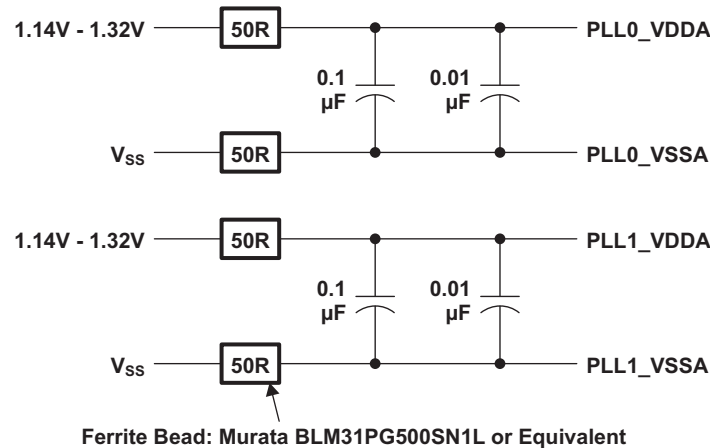 1.14V - 1.32V 50R PLL0_VDDA
0.1 µF 0.01 µF
VSS 50R PLL0_VSSA
1.14V - 1.32V 50R PLL1_VDDA
0.1 µF 0.01 µF
VSS 50R PLL1_VSSA
Ferrite Bead: Murata BLM31PG500SN1L or Equivalent